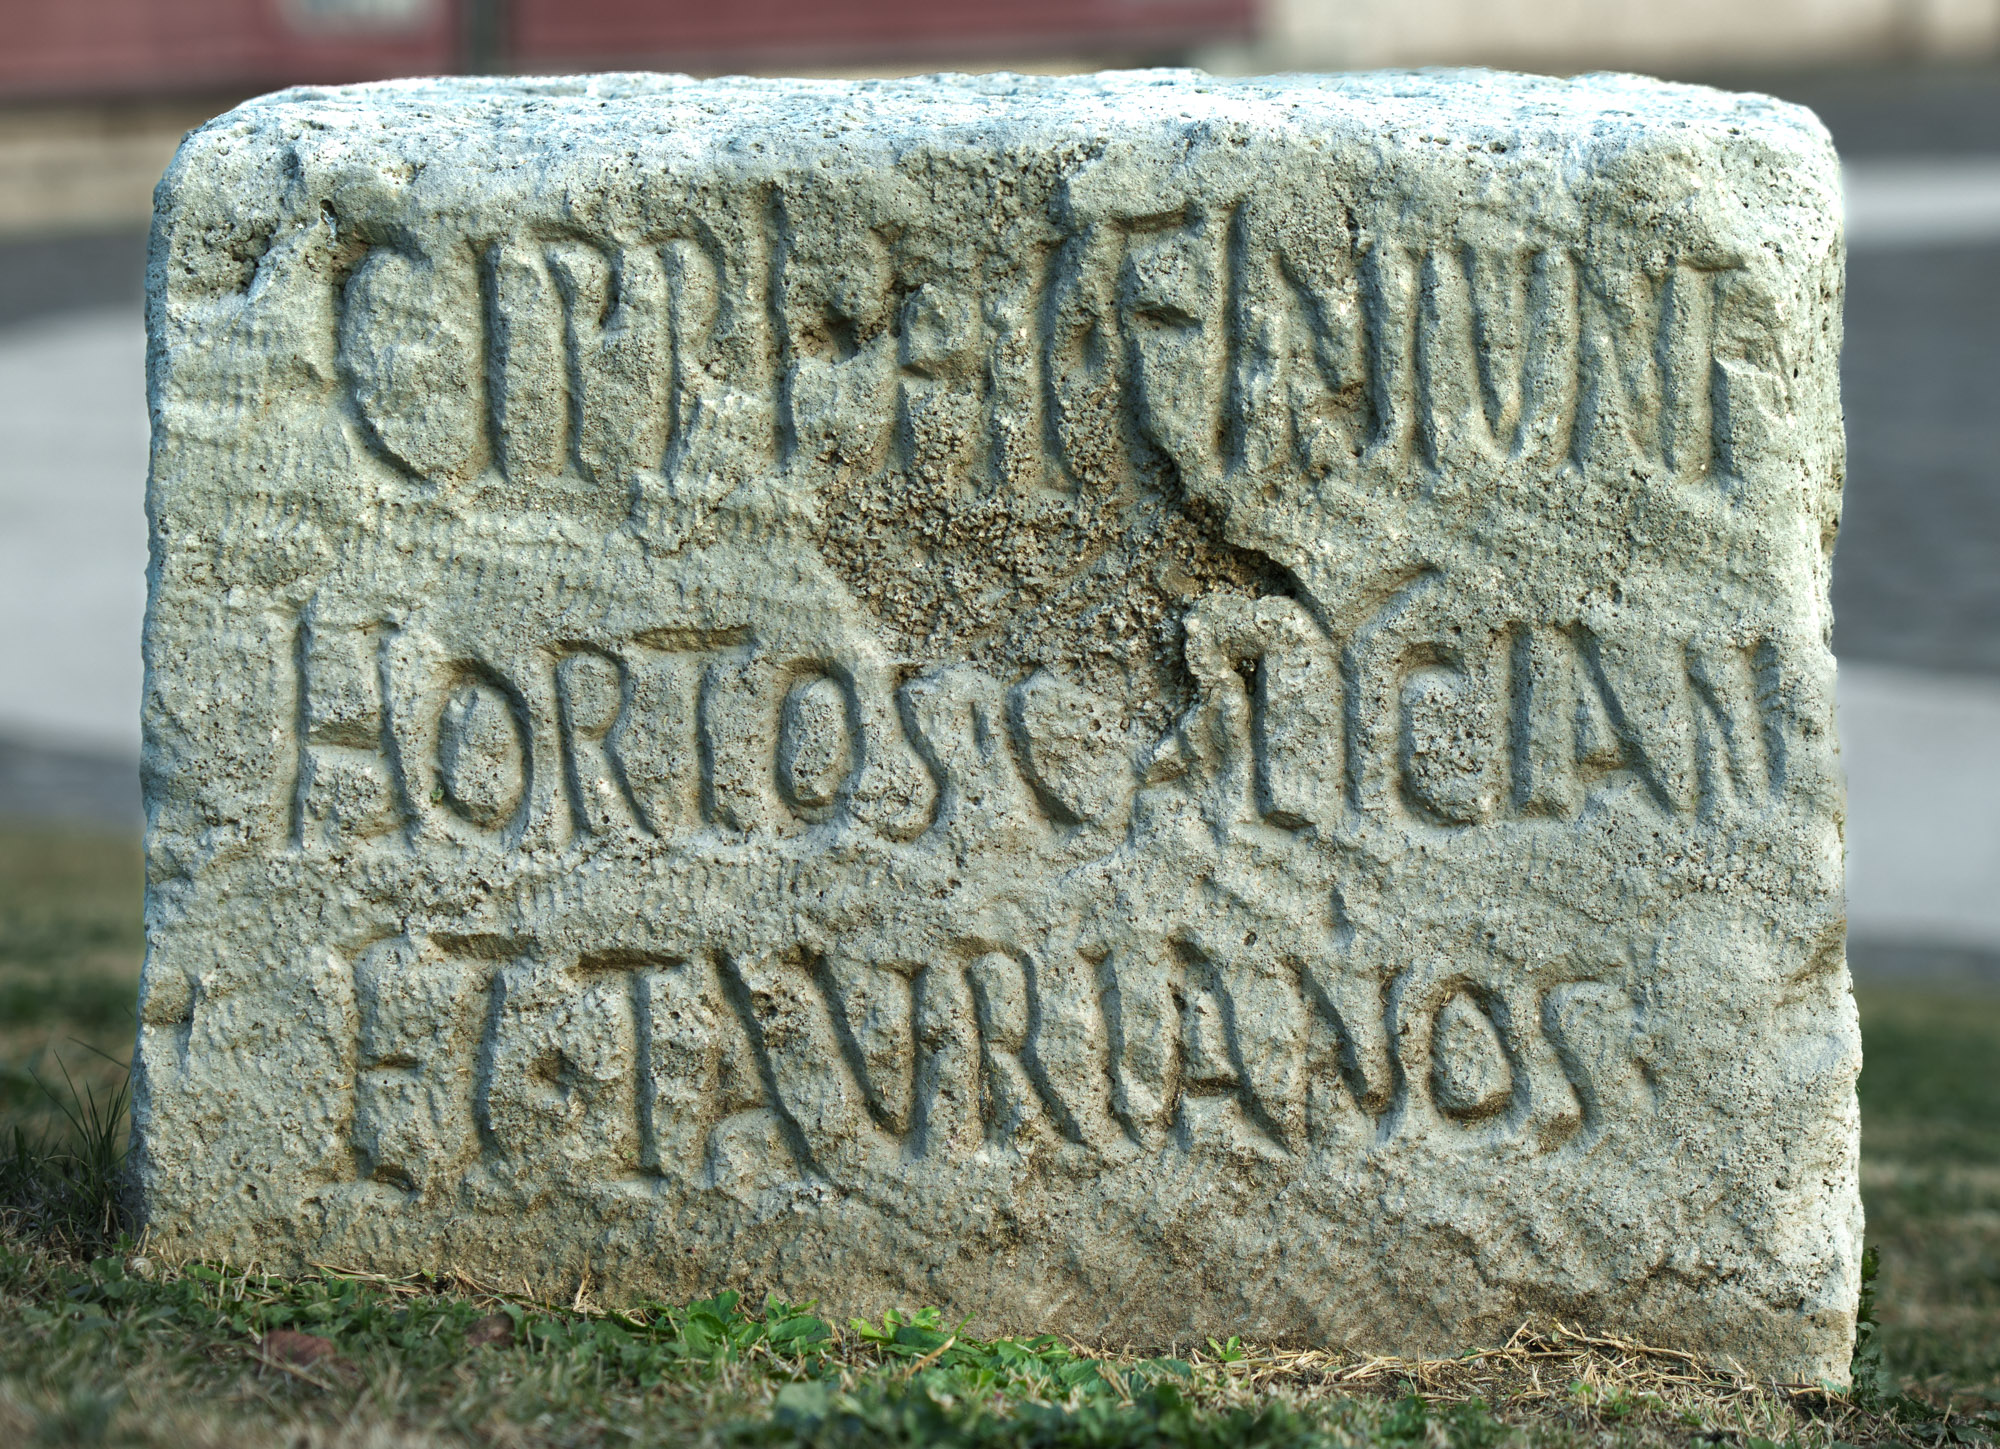 CIPPI·HI FINIVNT
HORTOS·CALYCLAN
ET·TAVRIANOS